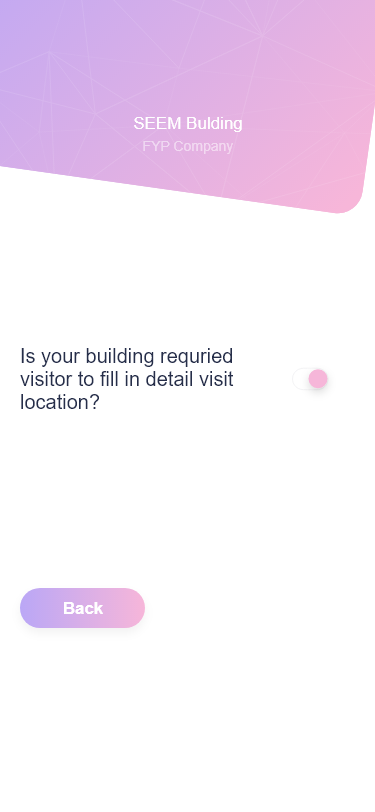 SEEM Bulding
FYP Company
Is your building requried
visitor to fill in detail visit
location?
Back